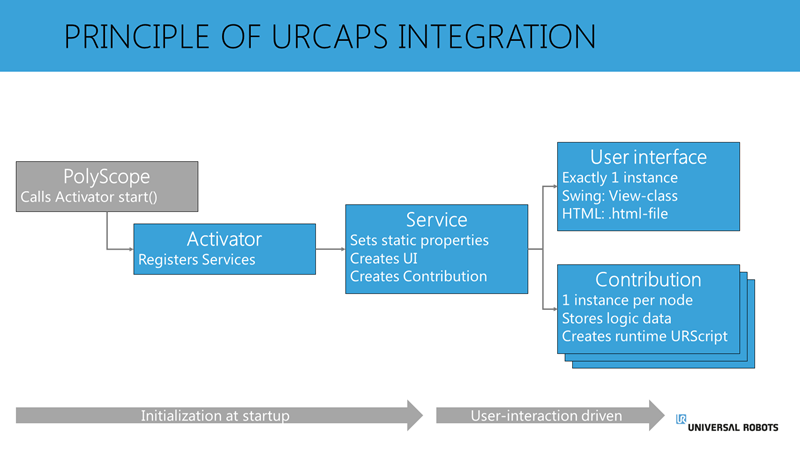 PRINCIPLE OF URCAPS INTEGRATION
PolyScope
Calls Activator start()
Activator
Registers Services
Service
Sets static properties
Creates UI
Creates Contribution
User interface
Exactly 1 instance
Swing: View-class
HTML: .html-file
Contribution
1 instance per node
Stores logic data
Creates runtime URScript
Initialization at startup
User-interaction driven
UR
UNIVERSAL ROBOTS